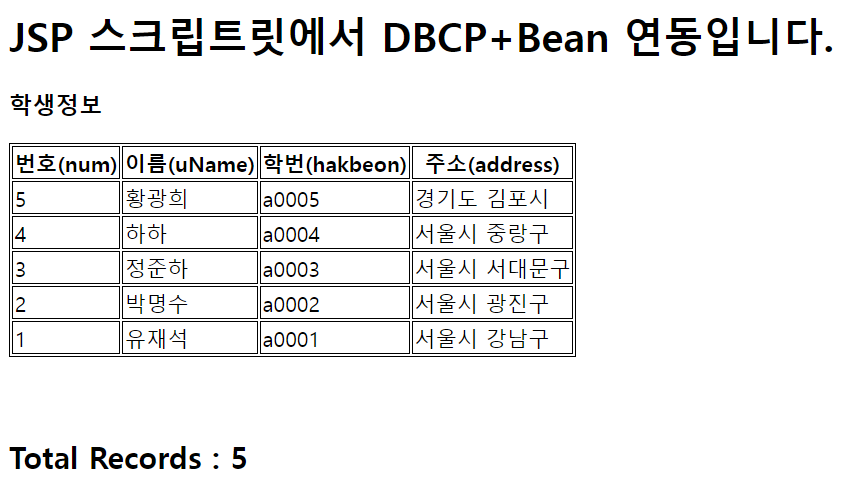 JSP 스크립트릿에서 DBCP+Bean 연동입니다.
학생정보
번호(num) 이름(uName) 학번(hakbeon) 주소(address)
5 황광희 a0005 경기도 김포시
4 하하 a0004 서울시 중랑구
3 정준하 a0003 서울시 서대문구
2 박명수 a0002 서울시 광진구
1 유재석 a0001 서울시 강남구
Total Records : 5